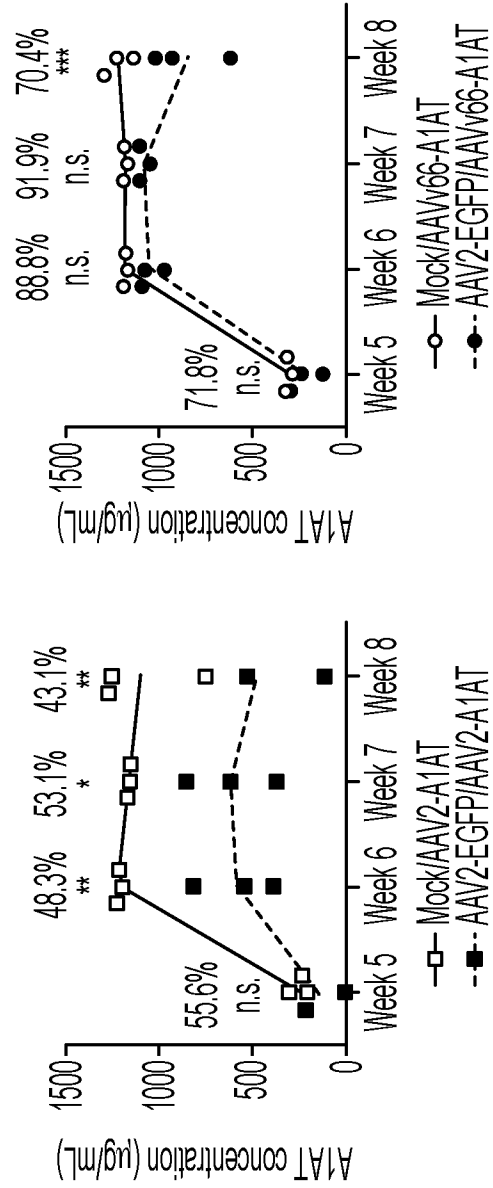 A1AT concentration (µg/mL)
1500
1000
500
0
55.6%
n.s.
48.3%
**
53.1%
*
43.1%
**
Week 5 Week 6 Week 7 Week 8
Mock/AAV2-A1AT
AAV2-EGFP/AAV2-A1AT
A1AT concentration (µg/mL)
1500
1000
500
0
71.8%
n.s.
88.8%
n.s.
91.9%
n.s.
70.4%
***
Week 5 Week 6 Week 7 Week 8
Mock/AAVv66-A1AT
AAV2-EGFP/AAVv66-A1AT